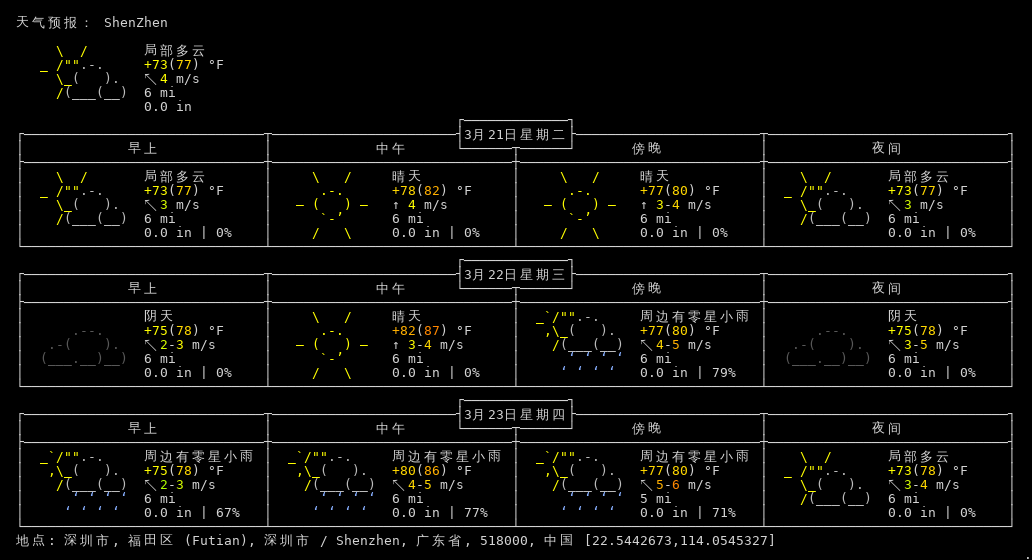 天气预报： ShenZhen
局部多云
+73(77) °F
↖ 4 m/s
6 mi
0.0 in
3月21日星期二
早上 中午 傍晚 夜间
局部多云 晴天 晴天 局部多云
+73(77) °F +78(82) °F +77(80) °F +73(77) °F
↖ 3 m/s ↑ 4 m/s ↑ 3-4 m/s ↖ 3 m/s
6 mi 6 mi 6 mi 6 mi
0.0 in | 0% 0.0 in | 0% 0.0 in | 0% 0.0 in | 0%
3月22日星期三
早上 中午 傍晚 夜间
阴天 晴天 周边有零星小雨 阴天
+75(78) °F +82(87) °F +77(80) °F +75(78) °F
↖ 2-3 m/s ↑ 3-4 m/s ↖ 4-5 m/s ↖ 3-5 m/s
6 mi 6 mi 6 mi 6 mi
0.0 in | 0% 0.0 in | 0% 0.0 in | 79% 0.0 in | 0%
3月23日星期四
早上 中午 傍晚 夜间
周边有零星小雨 周边有零星小雨 周边有零星小雨 局部多云
+75(78) °F +80(86) °F +77(80) °F +73(78) °F
↖ 2-3 m/s ↖ 4-5 m/s ↖ 5-6 m/s ↖ 3-4 m/s
6 mi 6 mi 5 mi 6 mi
0.0 in | 67% 0.0 in | 77% 0.0 in | 71% 0.0 in | 0%
地点: 深圳市, 福田区 (Futian), 深圳市 / Shenzhen, 广东省, 518000, 中国 [22.5442673,114.0545327]